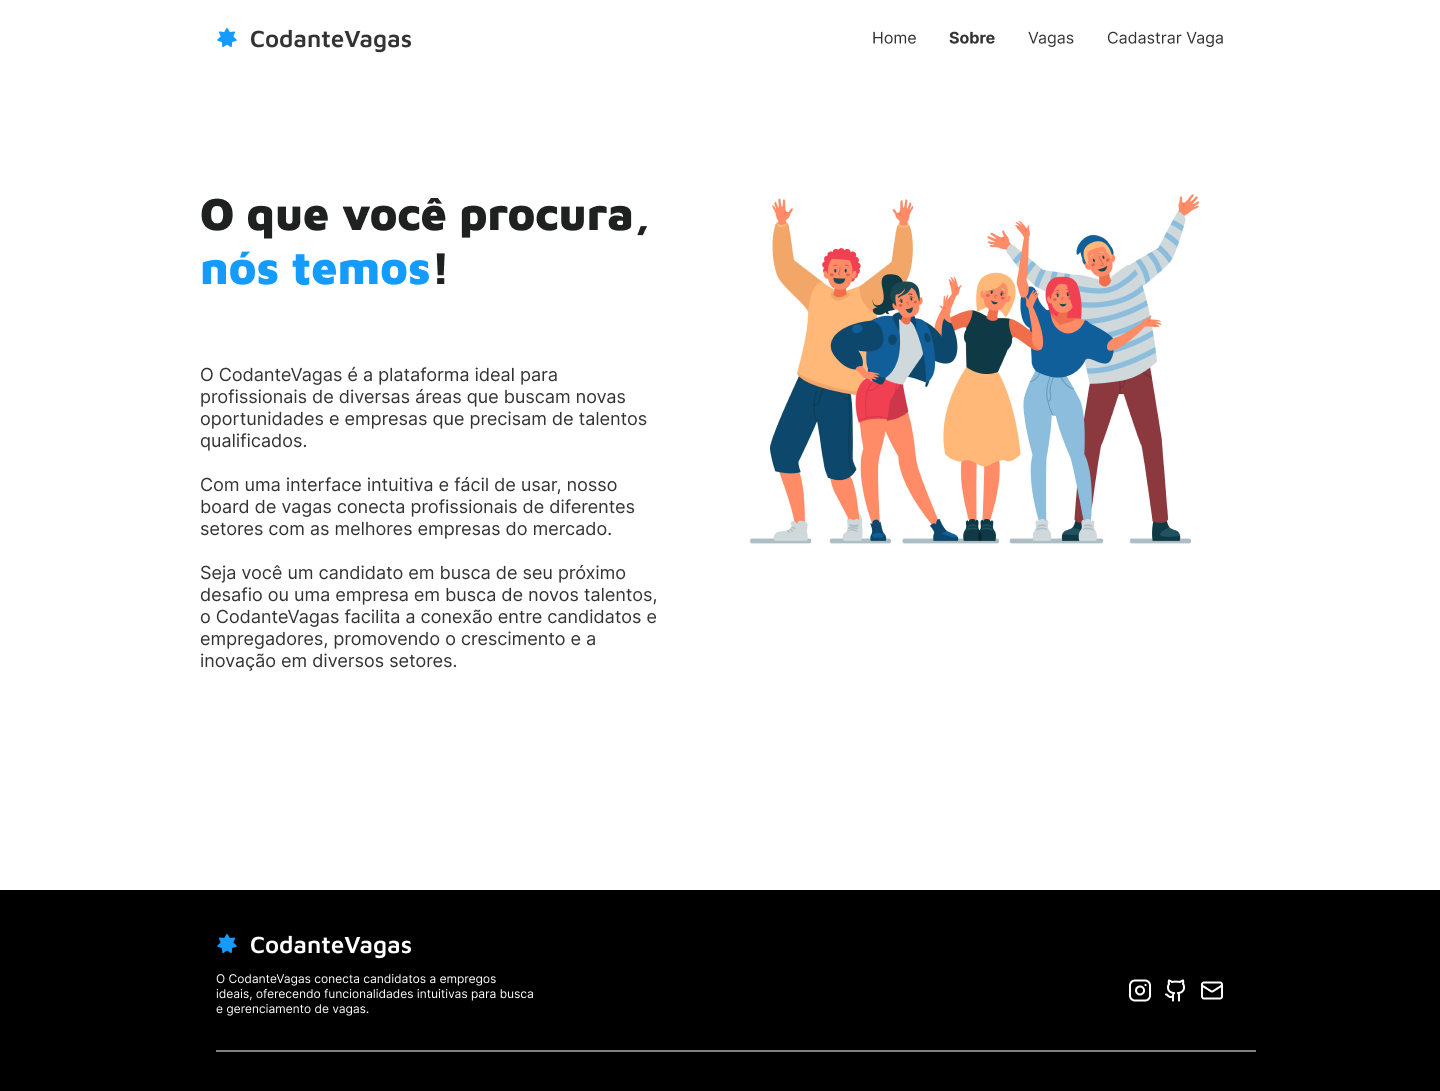 CodanteVagas
Home Sobre Vagas Cadastrar Vaga
O que você procura,
nós temos!
O CodanteVagas é a plataforma ideal para
profissionais de diversas áreas que buscam novas
oportunidades e empresas que precisam de talentos
qualificados.
Com uma interface intuitiva e fácil de usar, nosso
board de vagas conecta profissionais de diferentes
setores com as melhores empresas do mercado.
Seja você um candidato em busca de seu próximo
desafio ou uma empresa em busca de novos talentos,
o CodanteVagas facilita a conexão entre candidatos e
empregadores, promovendo o crescimento e a
inovação em diversos setores.
CodanteVagas
O CodanteVagas conecta candidatos a empregos
ideais, oferecendo funcionalidades intuitivas para busca
e gerenciamento de vagas.